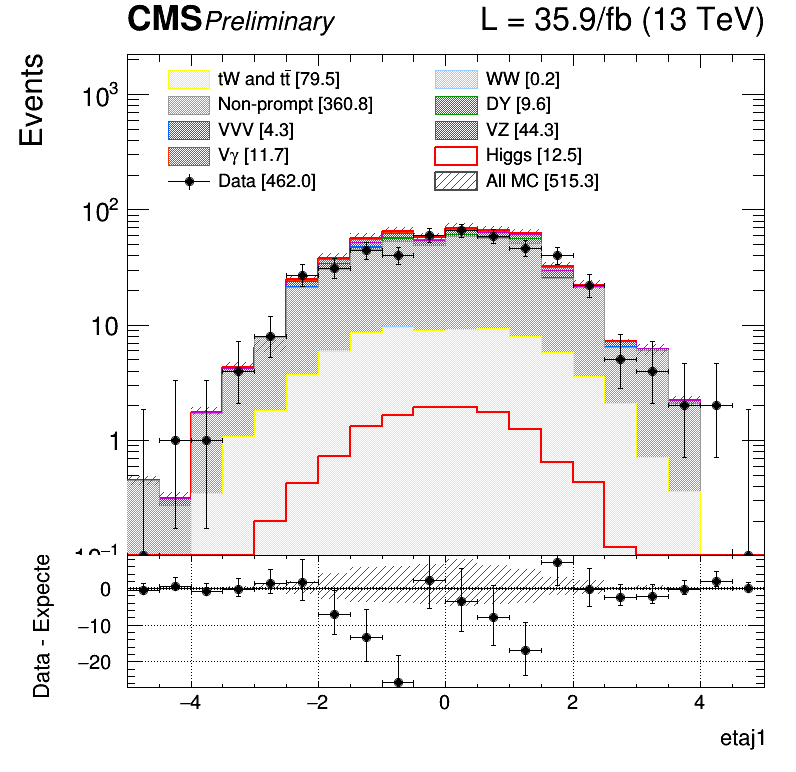 CMS Preliminary L = 35.9/fb (13 TeV)
Events
tW and tt̄ [79.5] WW [0.2]
Non-prompt [360.8] DY [9.6]
VVV [4.3] VZ [44.3]
Vγ [11.7] Higgs [12.5]
Data [462.0] All MC [515.3]
10³
10²
10
1
10⁻¹
Data - Expecte
0
−10
−20
−4 −2 0 2 4
etaj1